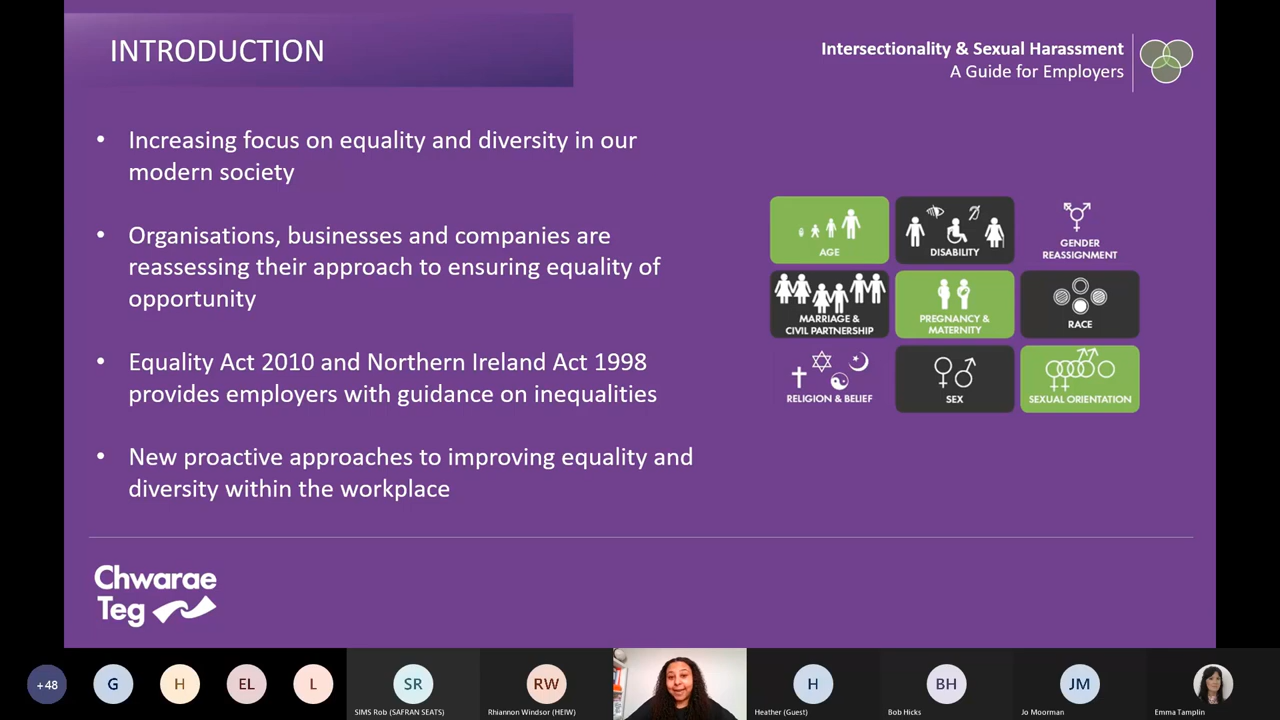 INTRODUCTION
Intersectionality & Sexual Harassment
A Guide for Employers
• Increasing focus on equality and diversity in our
modern society
• Organisations, businesses and companies are
reassessing their approach to ensuring equality of
opportunity
• Equality Act 2010 and Northern Ireland Act 1998
provides employers with guidance on inequalities
• New proactive approaches to improving equality and
diversity within the workplace
AGE
DISABILITY
GENDER
REASSIGNMENT
MARRIAGE &
CIVIL PARTNERSHIP
PREGNANCY &
MATERNITY
RACE
RELIGION & BELIEF
SEX
SEXUAL ORIENTATION
Chwarae
Teg
+48
G
H
EL
L
SR
SIMS Rob (SAFRAN SEATS)
RW
Rhiannon Windsor (HEIW)
H
Heather (Guest)
BH
Bob Hicks
JM
Jo Moorman
Emma Tamplin